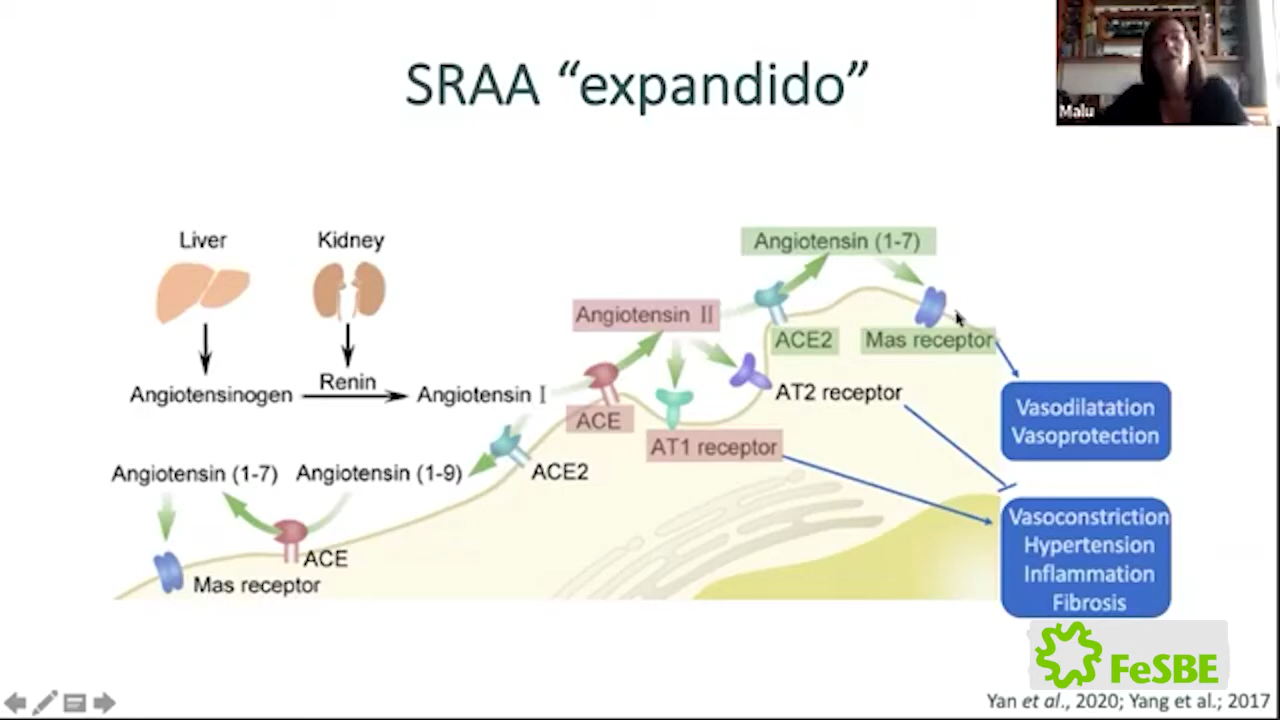 SRAA “expandido”
Malu
Liver
Kidney
Angiotensin (1-7)
Angiotensin II
ACE2
Mas receptor
Angiotensinogen
Renin
Angiotensin I
ACE
AT2 receptor
AT1 receptor
Vasodilatation
Vasoprotection
Angiotensin (1-7)
Angiotensin (1-9)
ACE2
ACE
Mas receptor
Vasoconstriction
Hypertension
Inflammation
Fibrosis
FeSBE
Yan et al., 2020; Yang et al.; 2017